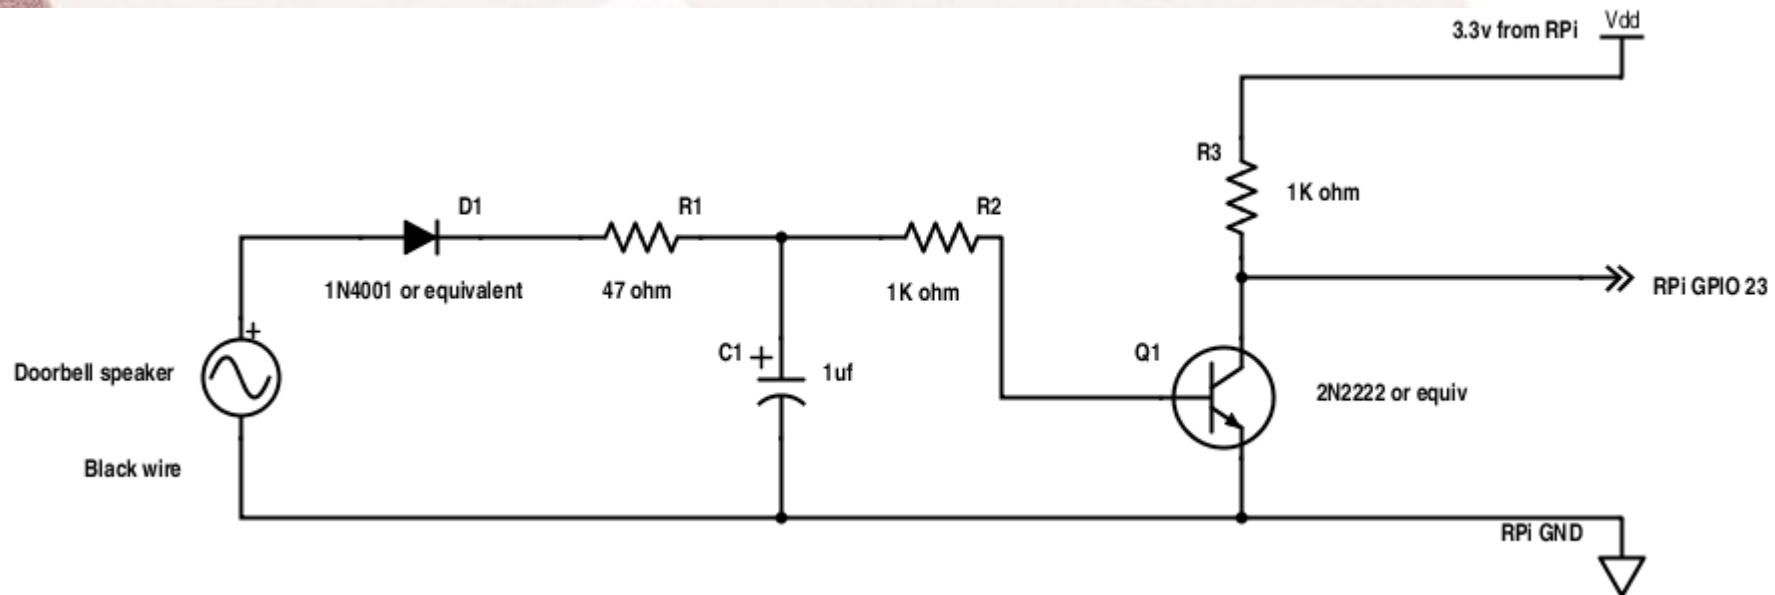 3.3v from RPi
Vdd
R3
1K ohm
D1
R1
R2
1N4001 or equivalent
47 ohm
1K ohm
RPi GPIO 23
+
Doorbell speaker
C1
+
1uf
Q1
2N2222 or equiv
Black wire
RPi GND